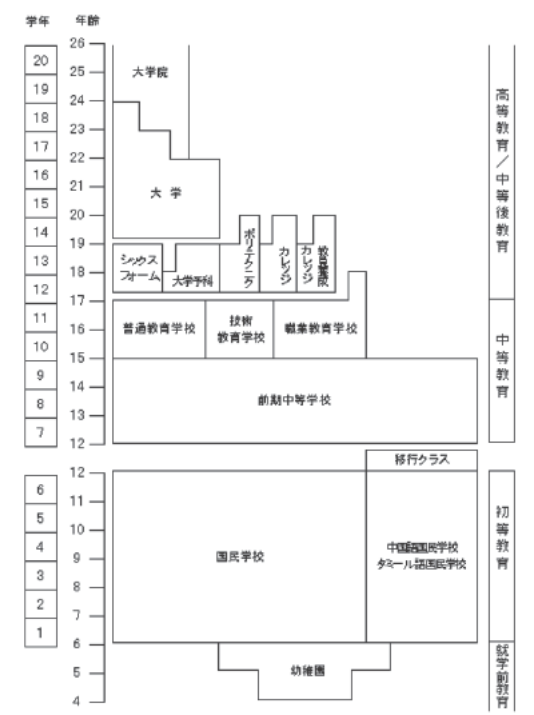 学年
年齢
26
20
25
大学院
19
24
18
23
17
22
16
21
大学
15
20
14
19
13
シックス
フォーム
大学予科
ポリテクニク
カレッジ
カレッジ
18
12
17
高等教育/中等後教育
11
16
普通教育学校
技術
教育学校
職業教育学校
10
15
9
14
8
前期中等学校
13
7
12
中等教育
移行クラス
12
6
11
5
10
4
国民学校
中国語国民学校
タミール語国民学校
9
3
8
2
7
1
6
初等教育
5
幼稚園
4
就学前教育